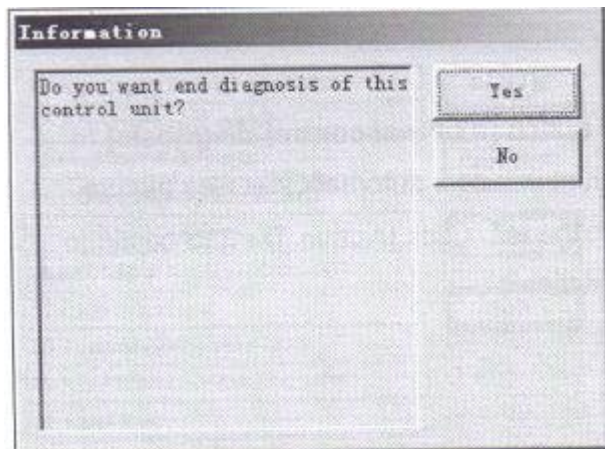 Information
Do you want end diagnosis of this
control unit?
Yes
No